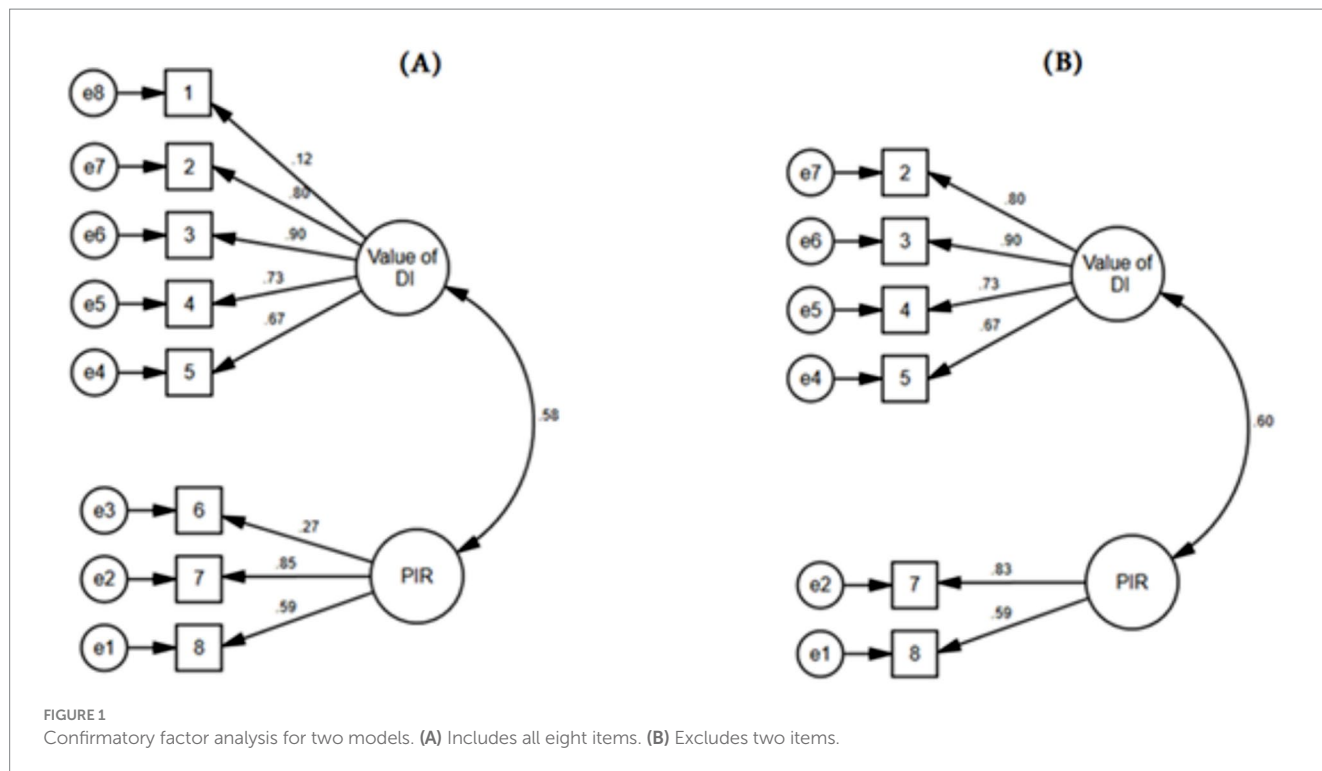 (A)
e8
1
.12
e7
2
.80
e6
3
.90
Value of
DI
e5
4
.73
e4
5
.67
.58
e3
6
.27
e2
7
.85
PIR
e1
8
.59
(B)
e7
2
.80
e6
3
.90
Value of
DI
e5
4
.73
e4
5
.67
.60
e2
7
.83
PIR
e1
8
.59
FIGURE 1
Confirmatory factor analysis for two models. (A) Includes all eight items. (B) Excludes two items.